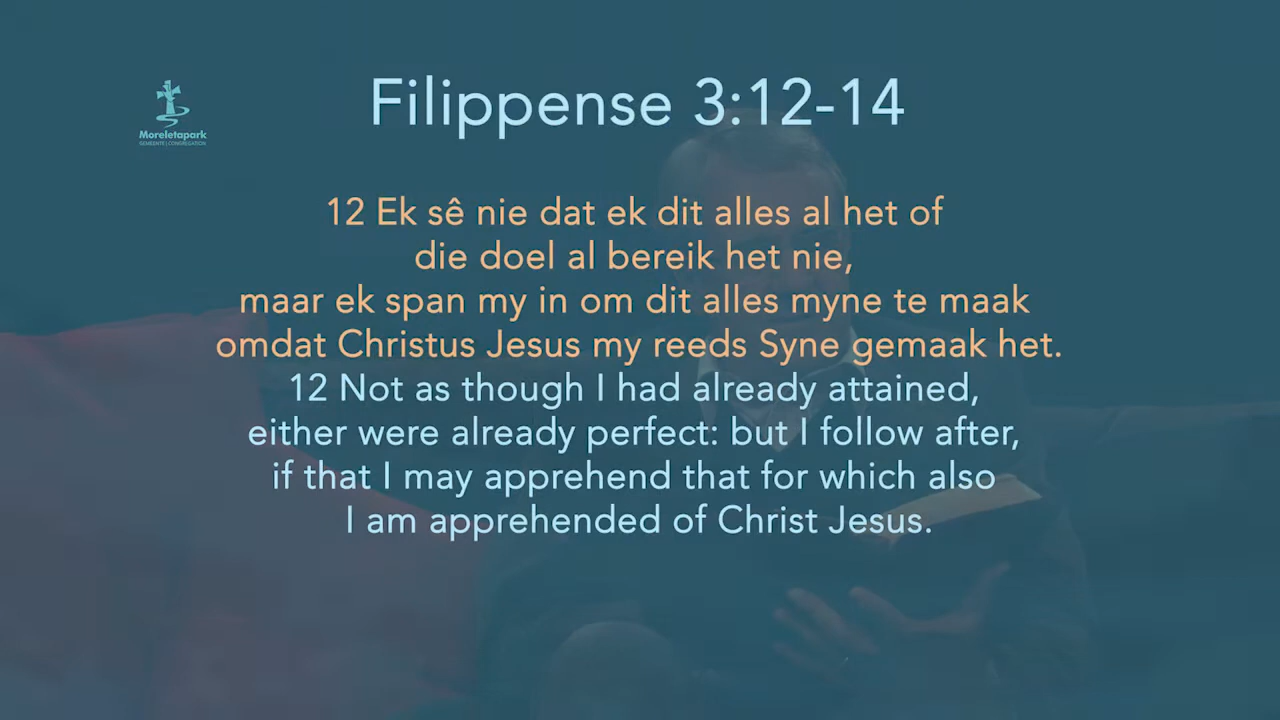 Filippense 3:12-14
Moreletapark
GEMEENTE | CONGREGATION
12 Ek sê nie dat ek dit alles al het of
die doel al bereik het nie,
maar ek span my in om dit alles myne te maak
omdat Christus Jesus my reeds Syne gemaak het.
12 Not as though I had already attained,
either were already perfect: but I follow after,
if that I may apprehend that for which also
I am apprehended of Christ Jesus.